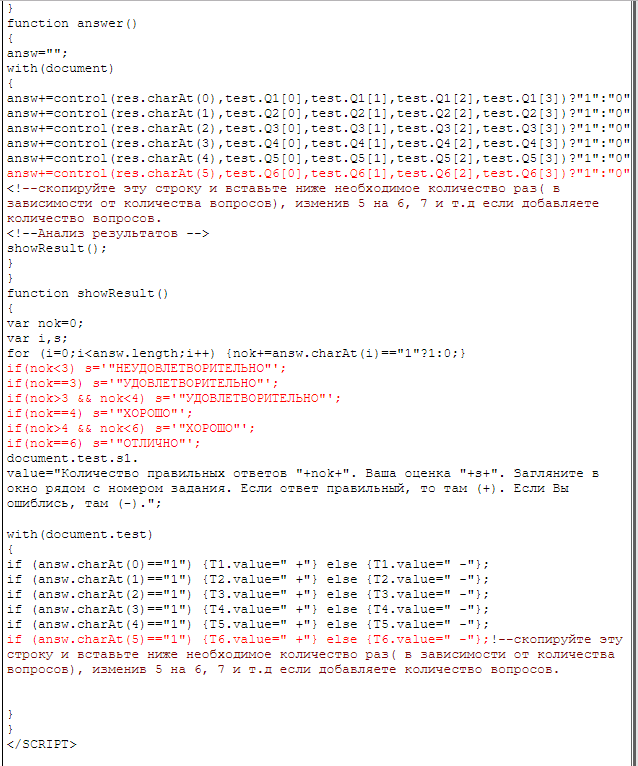 }
function answer()
{
answ="";
with(document)
{
answ+=control(res.charAt(0),test.Q1[0],test.Q1[1],test.Q1[2],test.Q1[3])?"1":"0"
answ+=control(res.charAt(1),test.Q2[0],test.Q2[1],test.Q2[2],test.Q2[3])?"1":"0"
answ+=control(res.charAt(2),test.Q3[0],test.Q3[1],test.Q3[2],test.Q3[3])?"1":"0"
answ+=control(res.charAt(3),test.Q4[0],test.Q4[1],test.Q4[2],test.Q4[3])?"1":"0"
answ+=control(res.charAt(4),test.Q5[0],test.Q5[1],test.Q5[2],test.Q5[3])?"1":"0"
answ+=control(res.charAt(5),test.Q6[0],test.Q6[1],test.Q6[2],test.Q6[3])?"1":"0"
<!--скопируйте эту строку и вставьте ниже необходимое количество раз( в
зависимости от количества вопросов), изменив 5 на 6, 7 и т.д если добавляете
количество вопросов.
<!--Анализ результатов -->
showResult();
}
}
function showResult()
{
var nok=0;
var i,s;
for (i=0;i<answ.length;i++) {nok+=answ.charAt(i)=="1"?1:0;}
if(nok<3) s='"НЕУДОВЛЕТВОРИТЕЛЬНО"';
if(nok==3) s='"УДОВЛЕТВОРИТЕЛЬНО"';
if(nok>3 && nok<4) s='"УДОВЛЕТВОРИТЕЛЬНО"';
if(nok==4) s='"ХОРОШО"';
if(nok>4 && nok<6) s='"ХОРОШО"';
if(nok==6) s='"ОТЛИЧНО"';
document.test.s1.
value="Количество правильных ответов "+nok+". Ваша оценка "+s+". Загляните в
окно рядом с номером задания. Если ответ правильный, то там (+). Если Вы
ошиблись, там (-).";
with(document.test)
{
if (answ.charAt(0)=="1") {T1.value=" +"} else {T1.value=" -"};
if (answ.charAt(1)=="1") {T2.value=" +"} else {T2.value=" -"};
if (answ.charAt(2)=="1") {T3.value=" +"} else {T3.value=" -"};
if (answ.charAt(3)=="1") {T4.value=" +"} else {T4.value=" -"};
if (answ.charAt(4)=="1") {T5.value=" +"} else {T5.value=" -"};
if (answ.charAt(5)=="1") {T6.value=" +"} else {T6.value=" -"};!--скопируйте эту
строку и вставьте ниже необходимое количество раз( в зависимости от количества
вопросов), изменив 5 на 6, 7 и т.д если добавляете количество вопросов.
}
}
</SCRIPT>